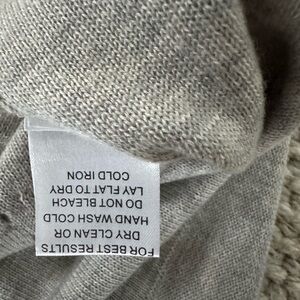 FOR BEST RESULTS
DRY CLEAN OR
HAND WASH COLD
DO NOT BLEACH
LAY FLAT TO DRY
COLD IRON